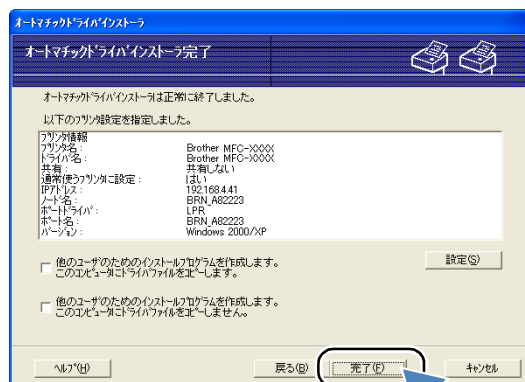 オートマチックドライバインストーラ
オートマチックドライバインストーラ完了
オートマチックドライバインストーラは正常に終了しました。
以下のプリンタ設定を指定しました。
プリンタ情報
プリンタ名: Brother MFC-XXXX
ドライバ名: Brother MFC-XXXX
共有: 共有しない
通常使うプリンタに設定: はい
IPアドレス: 192.168.4.41
ノード名: BRN_A82223
ポートドライバ: LPR
ポート名: BRN_A82223
バージョン: Windows 2000/XP
他のユーザのためのインストールプログラムを作成します。
このコンピュータにドライバファイルをコピーします。
設定(S)
他のユーザのためのインストールプログラムを作成します。
このコンピュータにドライバファイルをコピーしません。
ヘルプ(H) 戻る(B) 完了(F) キャンセル